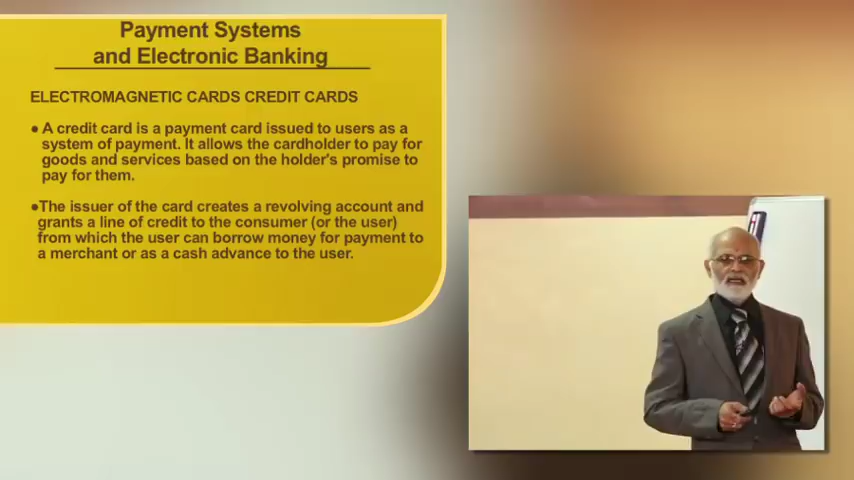 Payment Systems
and Electronic Banking
ELECTROMAGNETIC CARDS CREDIT CARDS
● A credit card is a payment card issued to users as a
system of payment. It allows the cardholder to pay for
goods and services based on the holder's promise to
pay for them.
●The issuer of the card creates a revolving account and
grants a line of credit to the consumer (or the user)
from which the user can borrow money for payment to
a merchant or as a cash advance to the user.